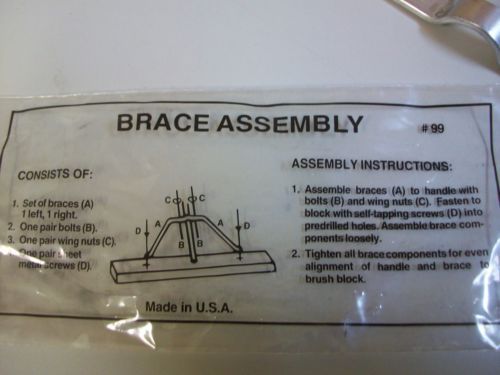 BRACE ASSEMBLY
# 99
CONSISTS OF:
1. Set of braces (A)
1 left, 1 right.
2. One pair bolts (B).
3. One pair wing nuts (C).
One pair sheet
metal screws (D).
C C
D A A D
B B
Made in U.S.A.
ASSEMBLY INSTRUCTIONS:
1. Assemble braces (A) to handle with
bolts (B) and wing nuts (C). Fasten to
block with self-tapping screws (D) into
predrilled holes. Assemble brace com-
ponents loosely.
2. Tighten all brace components for even
alignment of handle and brace to
brush block.